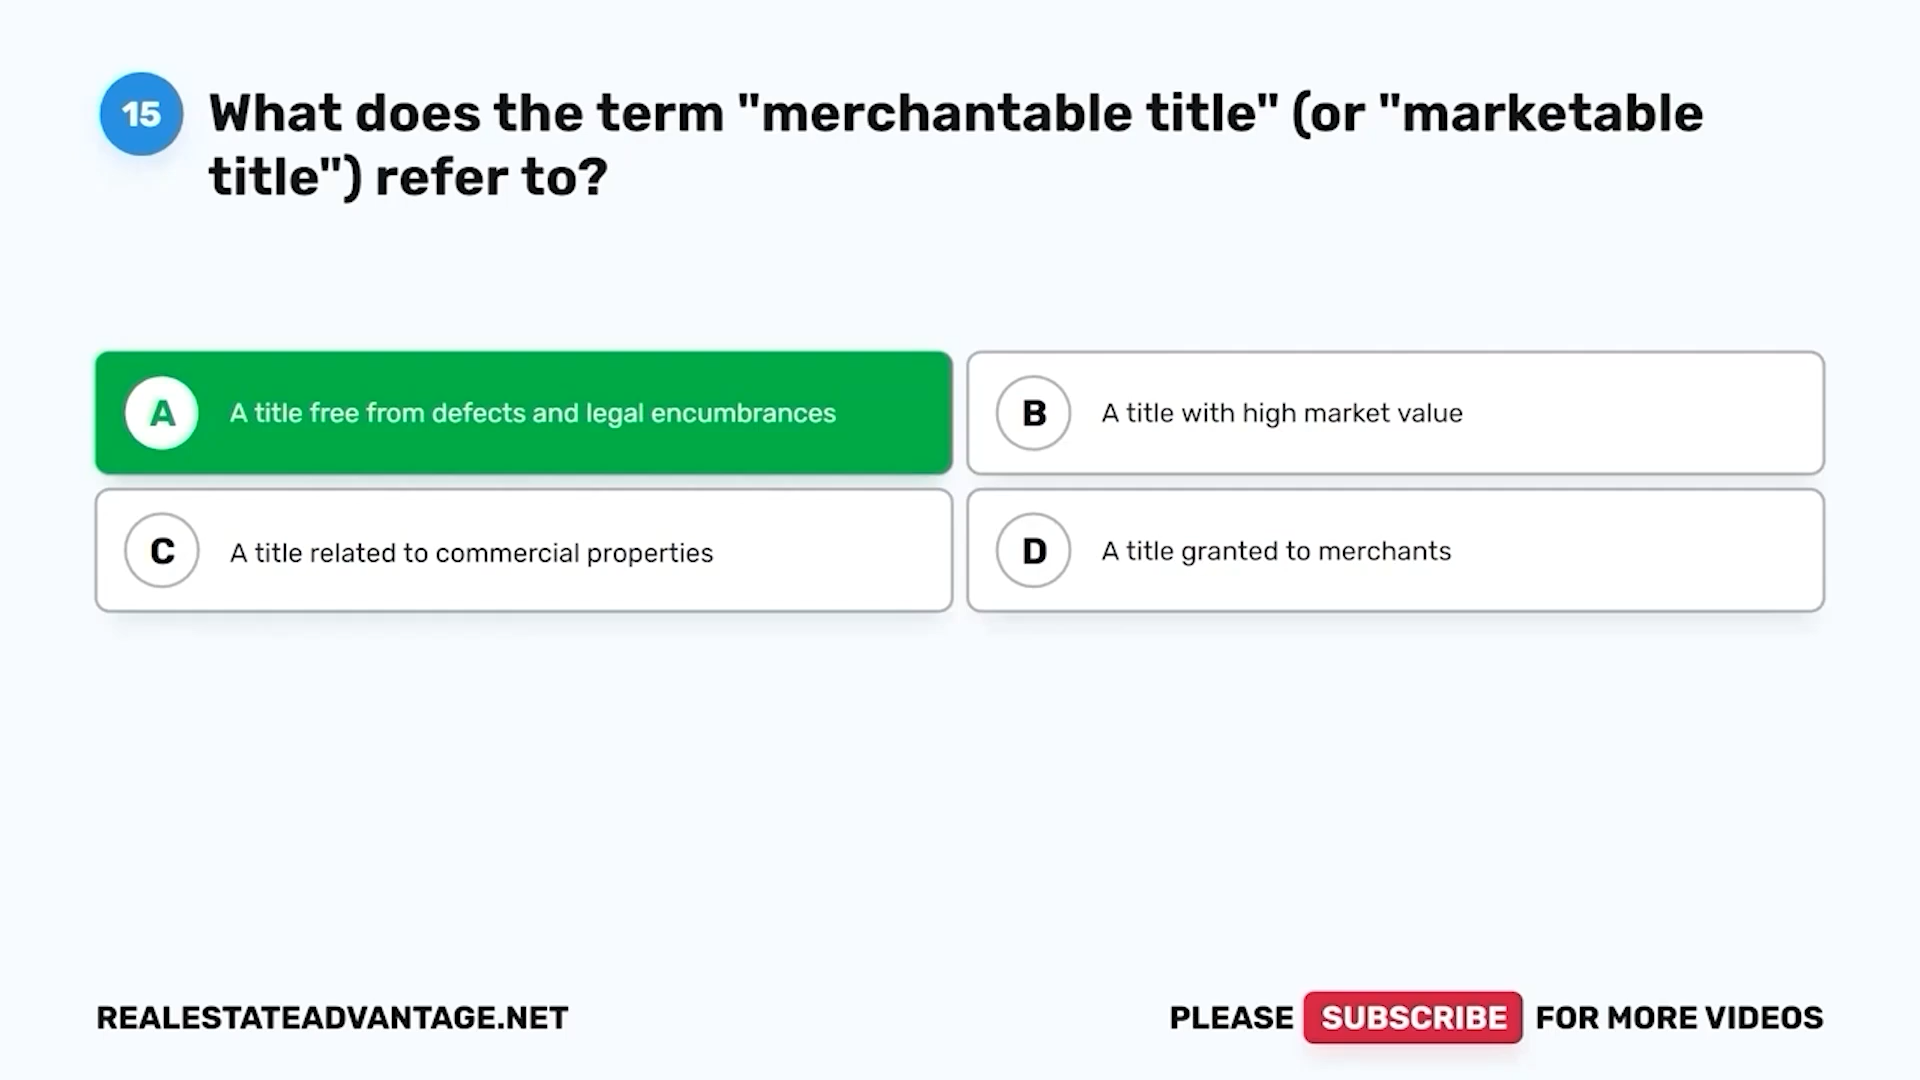 15
What does the term "merchantable title" (or "marketable
title") refer to?
A
A title free from defects and legal encumbrances
B
A title with high market value
C
A title related to commercial properties
D
A title granted to merchants
REALESTATEADVANTAGE.NET
PLEASE SUBSCRIBE FOR MORE VIDEOS